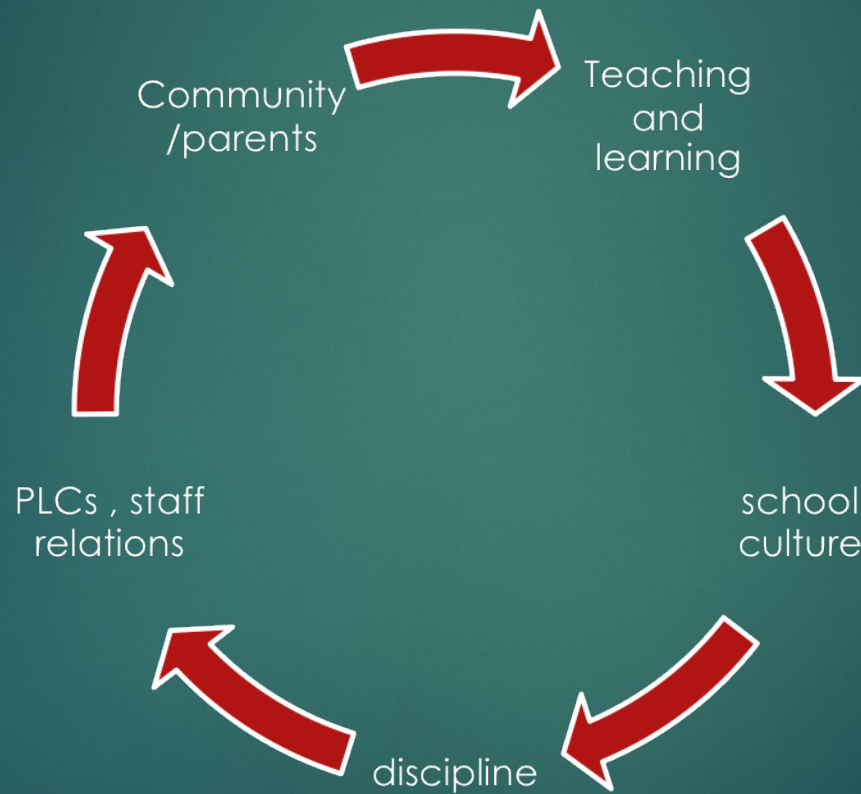 Community
/parents
Teaching
and
learning
school
culture
discipline
PLCs , staff
relations